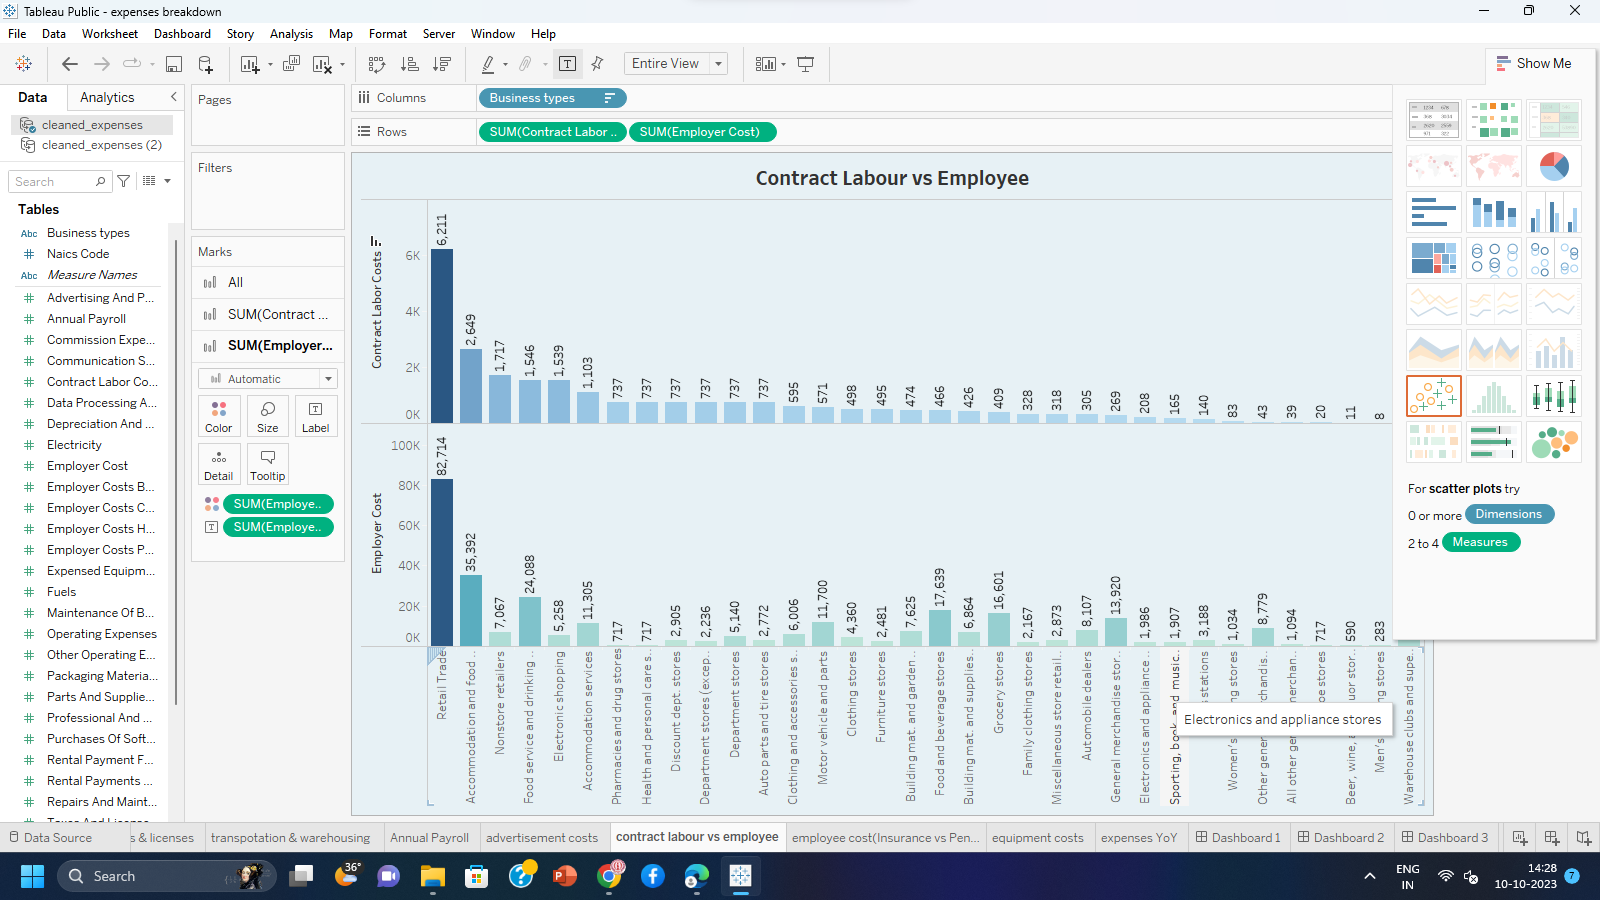 Tableau Public - expenses breakdown
File Data Worksheet Dashboard Story Analysis Map Format Server Window Help
Entire View
Show Me
Data Analytics
cleaned_expenses
cleaned_expenses (2)
Search
Tables
Abc Business types
# Naics Code
Abc Measure Names
# Advertising And P...
# Annual Payroll
# Commission Expe...
# Communication S...
# Contract Labor Co...
# Data Processing A...
# Depreciation And ...
# Electricity
# Employer Cost
# Employer Costs B...
# Employer Costs C...
# Employer Costs H...
# Employer Costs P...
# Expensed Equipm...
# Fuels
# Maintenance Of B...
# Operating Expenses
# Other Operating E...
# Packaging Materia...
# Parts And Supplie...
# Professional And ...
# Purchases Of Soft...
# Rental Payment F...
# Rental Payments ...
# Repairs And Maint...
Pages
Filters
Marks
All
SUM(Contract ...
SUM(Employer...
Automatic
Color Size Label
Detail Tooltip
SUM(Employe..
SUM(Employe..
Columns
Business types
Rows
SUM(Contract Labor ..
SUM(Employer Cost)
Contract Labour vs Employee
Contract Labor Costs
6K
4K
2K
0K
6,211 2,649 1,717 1,546 1,539 1,103 737 737 737 737 737 737 595 571 498 495 474 466 426 409 328 318 305 269 208 165 140 83 43 39 20 11 8
Employer Cost
100K
80K
60K
40K
20K
0K
82,714 35,392 7,067 24,088 5,258 11,305 717 717 2,905 2,236 5,140 2,772 6,006 11,700 4,360 2,481 7,625 17,639 6,864 16,601 2,167 2,873 8,107 13,920 1,986 1,907 3,188 1,034 8,779 1,094 717 590 283
Retail Trade
Accommodation and food ..
Nonstore retailers
Food service and drinking ..
Electronic shopping
Accommodation services
Pharmacies and drug stores
Health and personal care s..
Discount dept. stores
Department stores (excep..
Department stores
Auto parts and tire stores
Clothing and accessories s..
Motor vehicle and parts
Clothing stores
Furniture stores
Building mat. and garden ..
Food and beverage stores
Building mat. and supplies..
Grocery stores
Family clothing stores
Miscellaneous store retail..
Automobile dealers
General merchandise stor..
Electronics and appliance ..
Sporting, book and music..
stations
Women's ng stores
Other gener rchandis..
All other ge merchan..
oe stores
Beer, wine, a uor stor..
Men's ng stores
Warehouse clubs and supe..
Electronics and appliance stores
For scatter plots try
0 or more Dimensions
2 to 4 Measures
Data Source s & licenses transpotation & warehousing Annual Payroll advertisement costs contract labour vs employee employee cost(Insurance vs Pen... equipment costs expenses YoY Dashboard 1 Dashboard 2 Dashboard 3
36°
Search
ENG
IN
14:28
10-10-2023
7